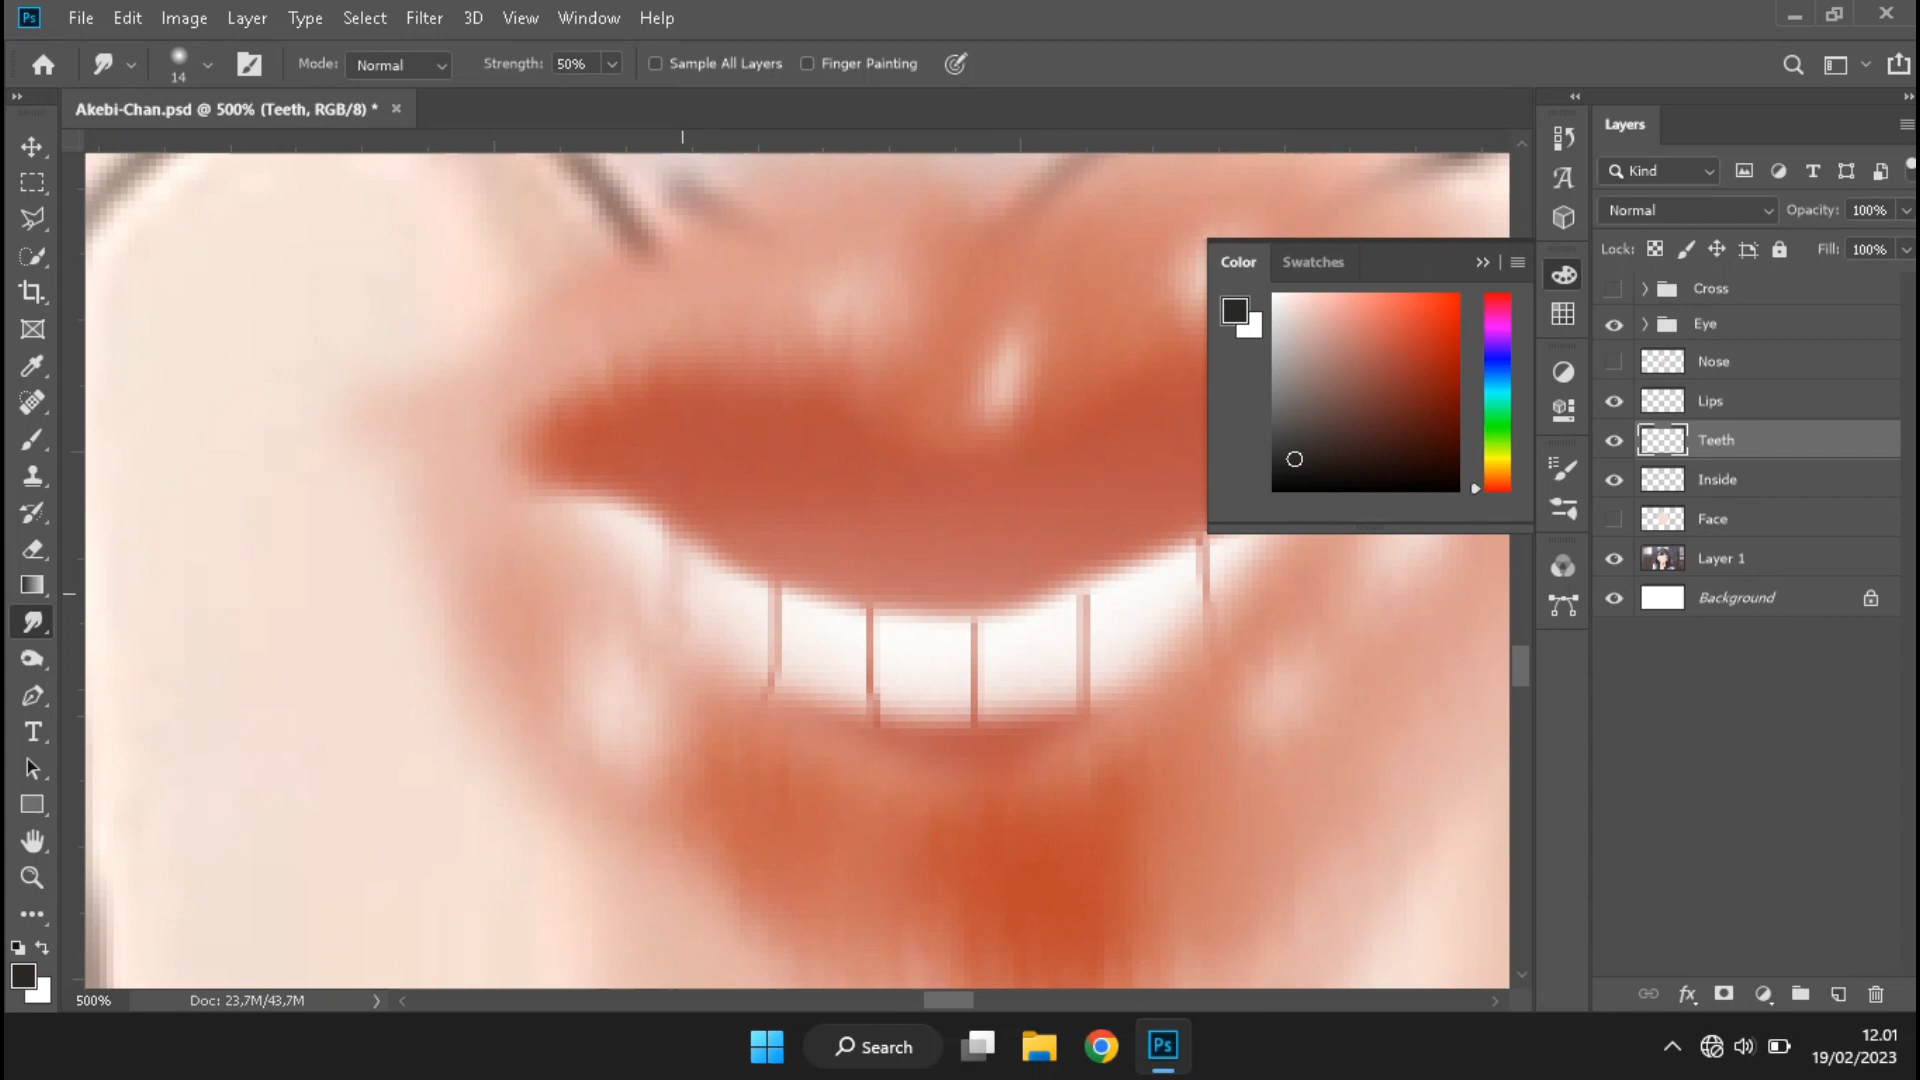 Ps File Edit Image Layer Type Select Filter 3D View Window Help
14 Mode: Normal Strength: 50% Sample All Layers Finger Painting
Akebi-Chan.psd @ 500% (Teeth, RGB/8) *
Layers
Kind
Normal Opacity: 100%
Lock: Fill: 100%
Color Swatches
Cross
Eye
Nose
Lips
Teeth
Inside
Face
Layer 1
Background
500% Doc: 23,7M/43,7M
fx
Search Ps
12.01
19/02/2023